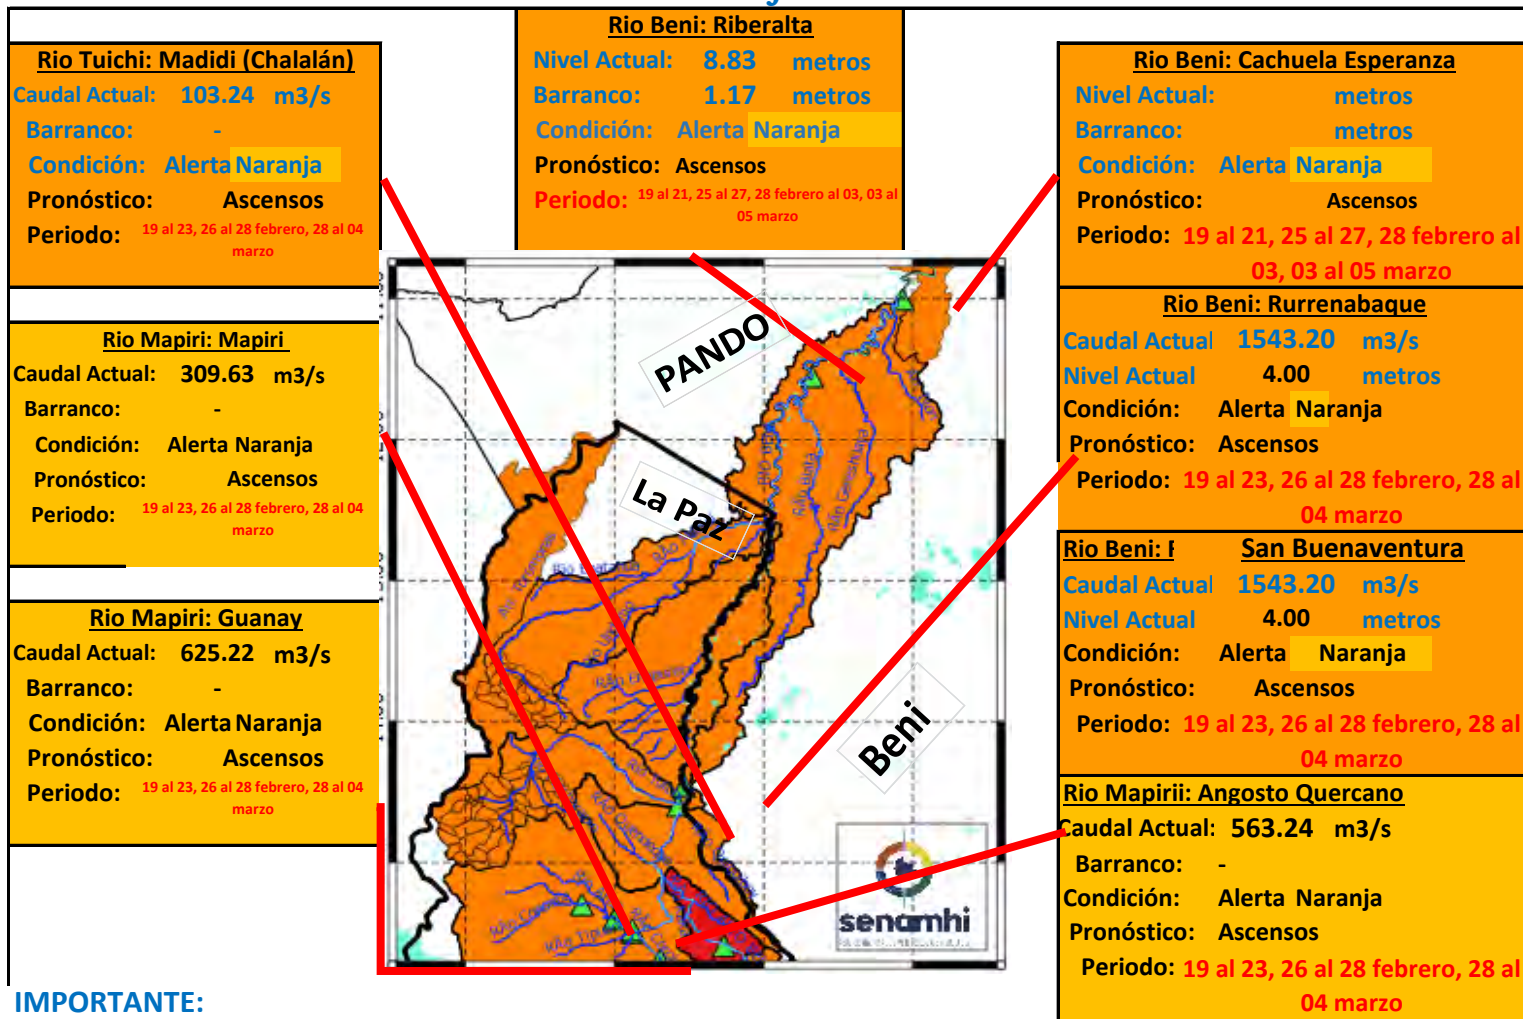 Rio Tuichi: Madidi (Chalalán)
Caudal Actual: 103.24 m3/s
Barranco: -
Condición: Alerta Naranja
Pronóstico: Ascensos
Periodo: 19 al 23, 26 al 28 febrero, 28 al 04
marzo
Rio Mapiri: Mapiri
Caudal Actual: 309.63 m3/s
Barranco: -
Condición: Alerta Naranja
Pronóstico: Ascensos
Periodo: 19 al 23, 26 al 28 febrero, 28 al 04
marzo
Rio Mapiri: Guanay
Caudal Actual: 625.22 m3/s
Barranco: -
Condición: Alerta Naranja
Pronóstico: Ascensos
Periodo: 19 al 23, 26 al 28 febrero, 28 al 04
marzo
Rio Beni: Riberalta
Nivel Actual: 8.83 metros
Barranco: 1.17 metros
Condición: Alerta Naranja
Pronóstico: Ascensos
Periodo: 19 al 21, 25 al 27, 28 febrero al 03, 03 al
05 marzo
PANDO
La Paz
Beni
senamhi
Rio Beni: Cachuela Esperanza
Nivel Actual: metros
Barranco: metros
Condición: Alerta Naranja
Pronóstico: Ascensos
Periodo: 19 al 21, 25 al 27, 28 febrero al
03, 03 al 05 marzo
Rio Beni: Rurrenabaque
Caudal Actual 1543.20 m3/s
Nivel Actual 4.00 metros
Condición: Alerta Naranja
Pronóstico: Ascensos
Periodo: 19 al 23, 26 al 28 febrero, 28 al
04 marzo
Rio Beni: San Buenaventura
Caudal Actual 1543.20 m3/s
Nivel Actual 4.00 metros
Condición: Alerta Naranja
Pronóstico: Ascensos
Periodo: 19 al 23, 26 al 28 febrero, 28 al
04 marzo
Rio Mapirii: Angosto Quercano
Caudal Actual: 563.24 m3/s
Barranco: -
Condición: Alerta Naranja
Pronóstico: Ascensos
Periodo: 19 al 23, 26 al 28 febrero, 28 al
04 marzo
IMPORTANTE: